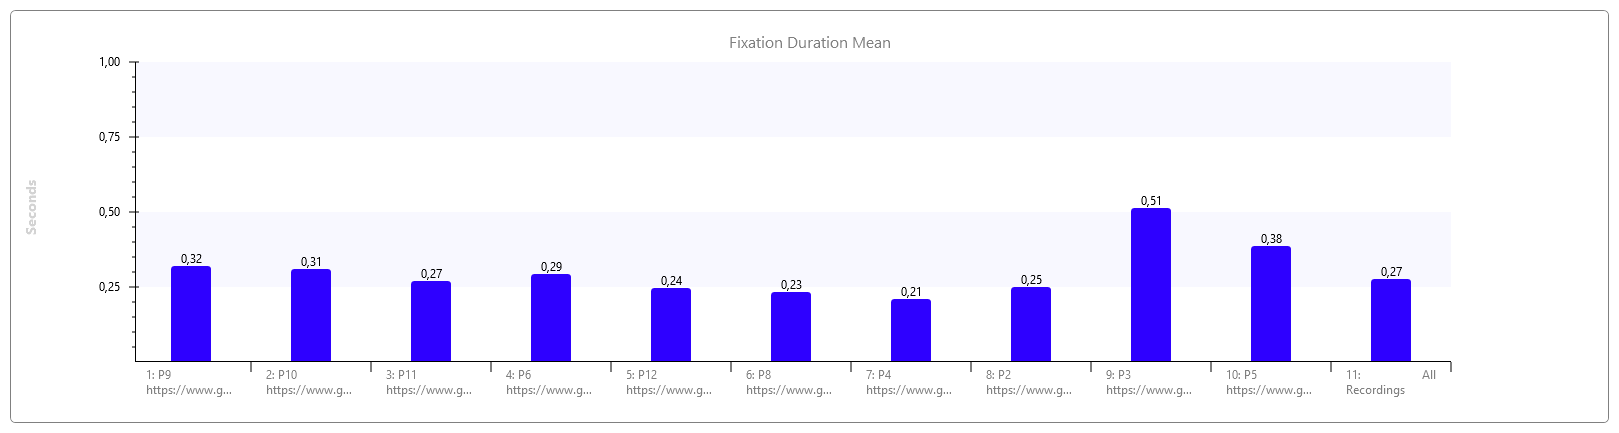 Fixation Duration Mean
Seconds
1,00
0,75
0,50
0,25
0,32
0,31
0,27
0,29
0,24
0,23
0,21
0,25
0,51
0,38
0,27
1: P9
https://www.g...
2: P10
https://www.g...
3: P11
https://www.g...
4: P6
https://www.g...
5: P12
https://www.g...
6: P8
https://www.g...
7: P4
https://www.g...
8: P2
https://www.g...
9: P3
https://www.g...
10: P5
https://www.g...
11: All
Recordings